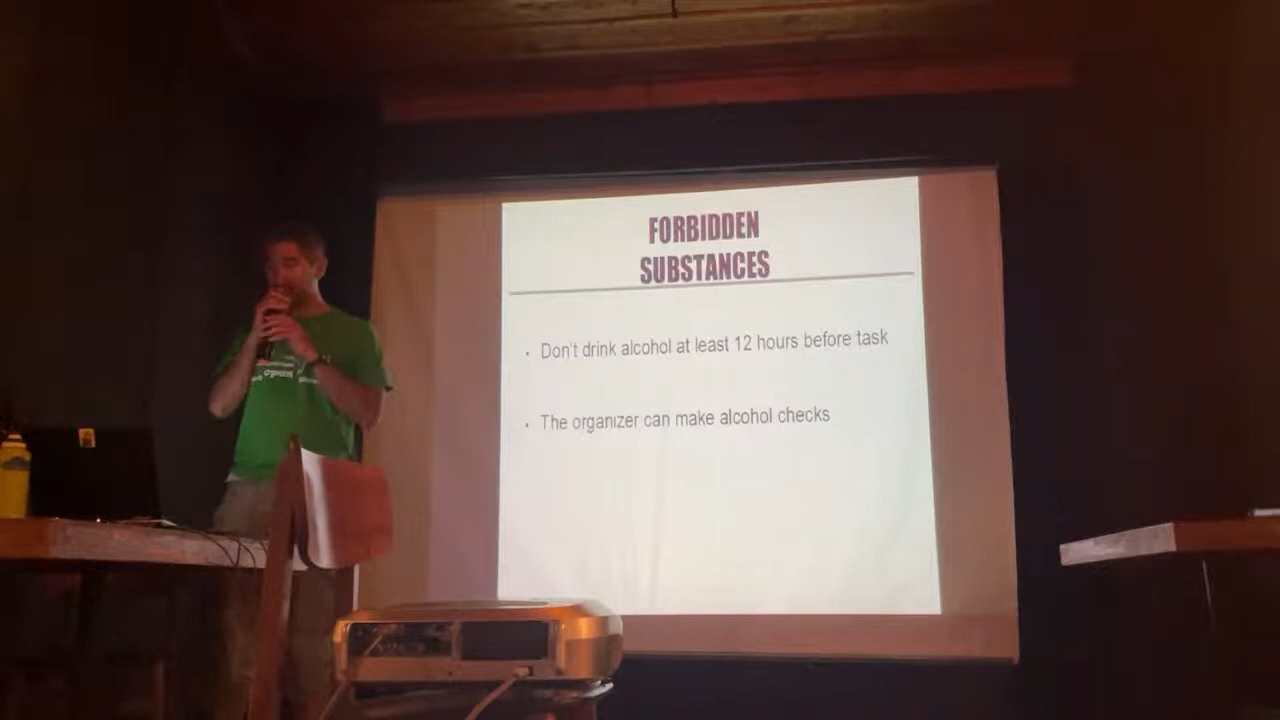 FORBIDDEN
SUBSTANCES
• Don't drink alcohol at least 12 hours before task
• The organizer can make alcohol checks